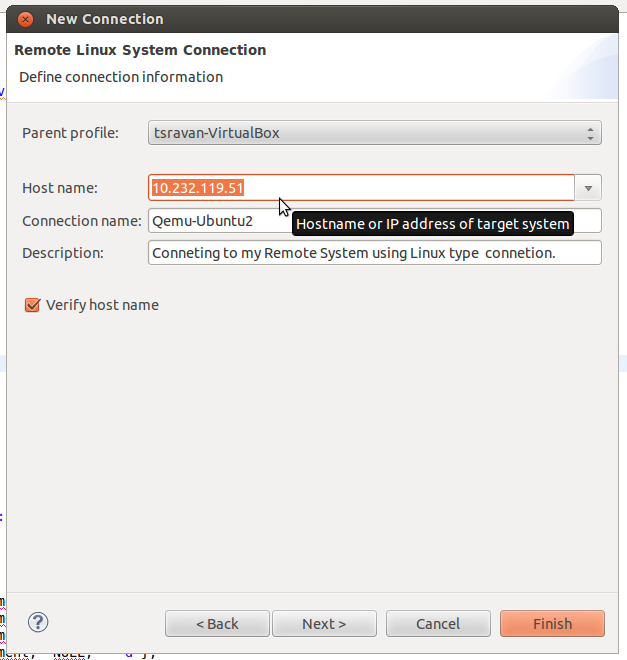 New Connection
Remote Linux System Connection
Define connection information
Parent profile: tsravan-VirtualBox
Host name: 10.232.119.51
Connection name: Qemu-Ubuntu2
Hostname or IP address of target system
Description: Conneting to my Remote System using Linux type connetion.
Verify host name
? < Back Next > Cancel Finish
NULL, d },